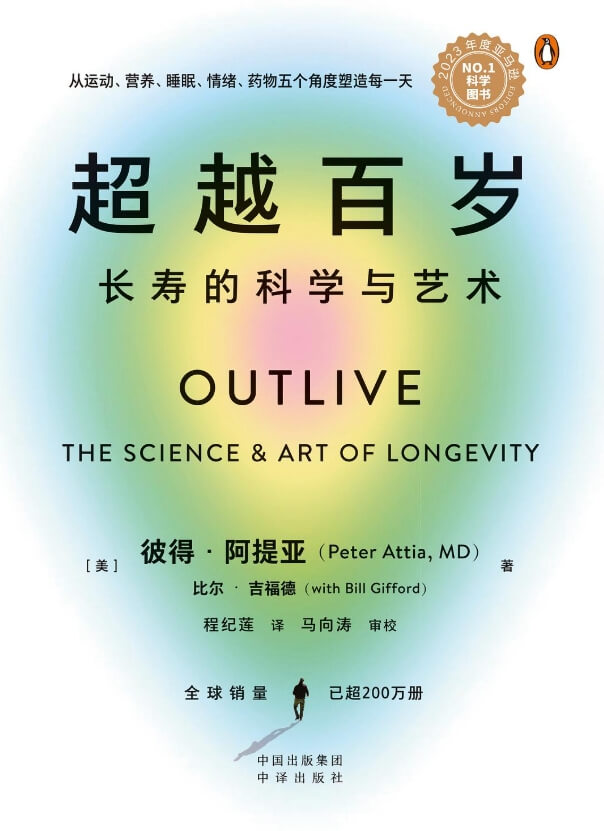 从运动、营养、睡眠、情绪、药物五个角度塑造每一天
2023年度亚马逊
NO.1
科学
图书
EDITORS ANNOUNCED
超越百岁
长寿的科学与艺术
OUTLIVE
THE SCIENCE & ART OF LONGEVITY
[美] 彼得·阿提亚(Peter Attia, MD) 著
比尔·吉福德(with Bill Gifford)
程纪莲 译 马向涛 审校
全球销量 已超200万册
中国出版集团
中译出版社